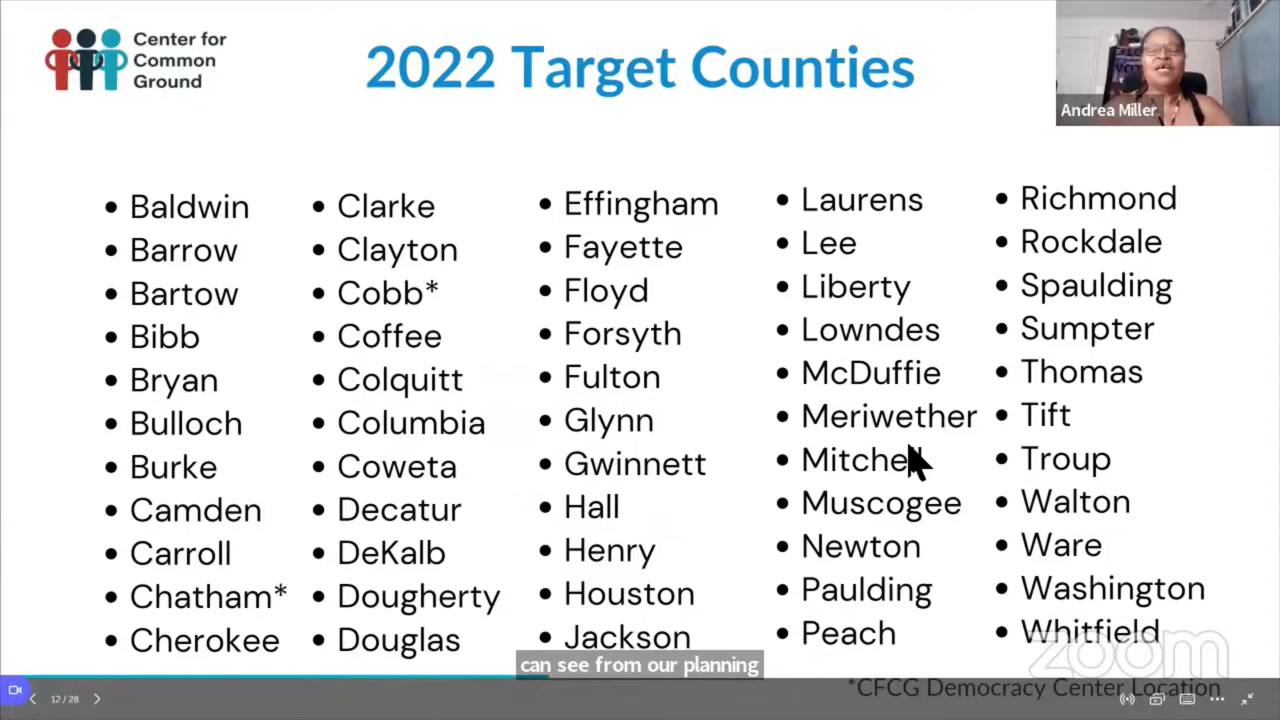 Center for
Common
Ground
2022 Target Counties
Andrea Miller
Baldwin
Barrow
Bartow
Bibb
Bryan
Bulloch
Burke
Camden
Carroll
Chatham*
Cherokee
Clarke
Clayton
Cobb*
Coffee
Colquitt
Columbia
Coweta
Decatur
DeKalb
Dougherty
Douglas
Effingham
Fayette
Floyd
Forsyth
Fulton
Glynn
Gwinnett
Hall
Henry
Houston
Jackson
Laurens
Lee
Liberty
Lowndes
McDuffie
Meriwether
Mitchell
Muscogee
Newton
Paulding
Peach
Richmond
Rockdale
Spaulding
Sumpter
Thomas
Tift
Troup
Walton
Ware
Washington
Whitfield
can see from our planning
zoom
*CFCG Democracy Center Location
12 / 28